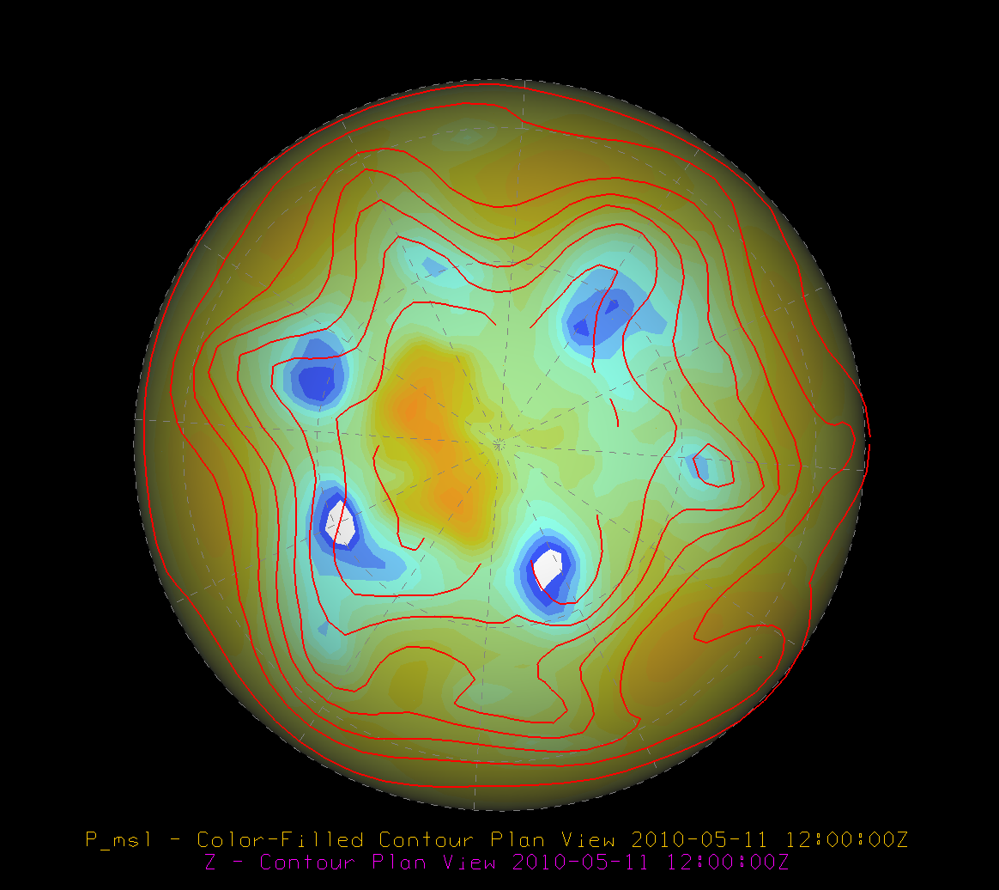 P_msl - Color-Filled Contour Plan View 2010-05-11 12:00:00Z
Z - Contour Plan View 2010-05-11 12:00:00Z